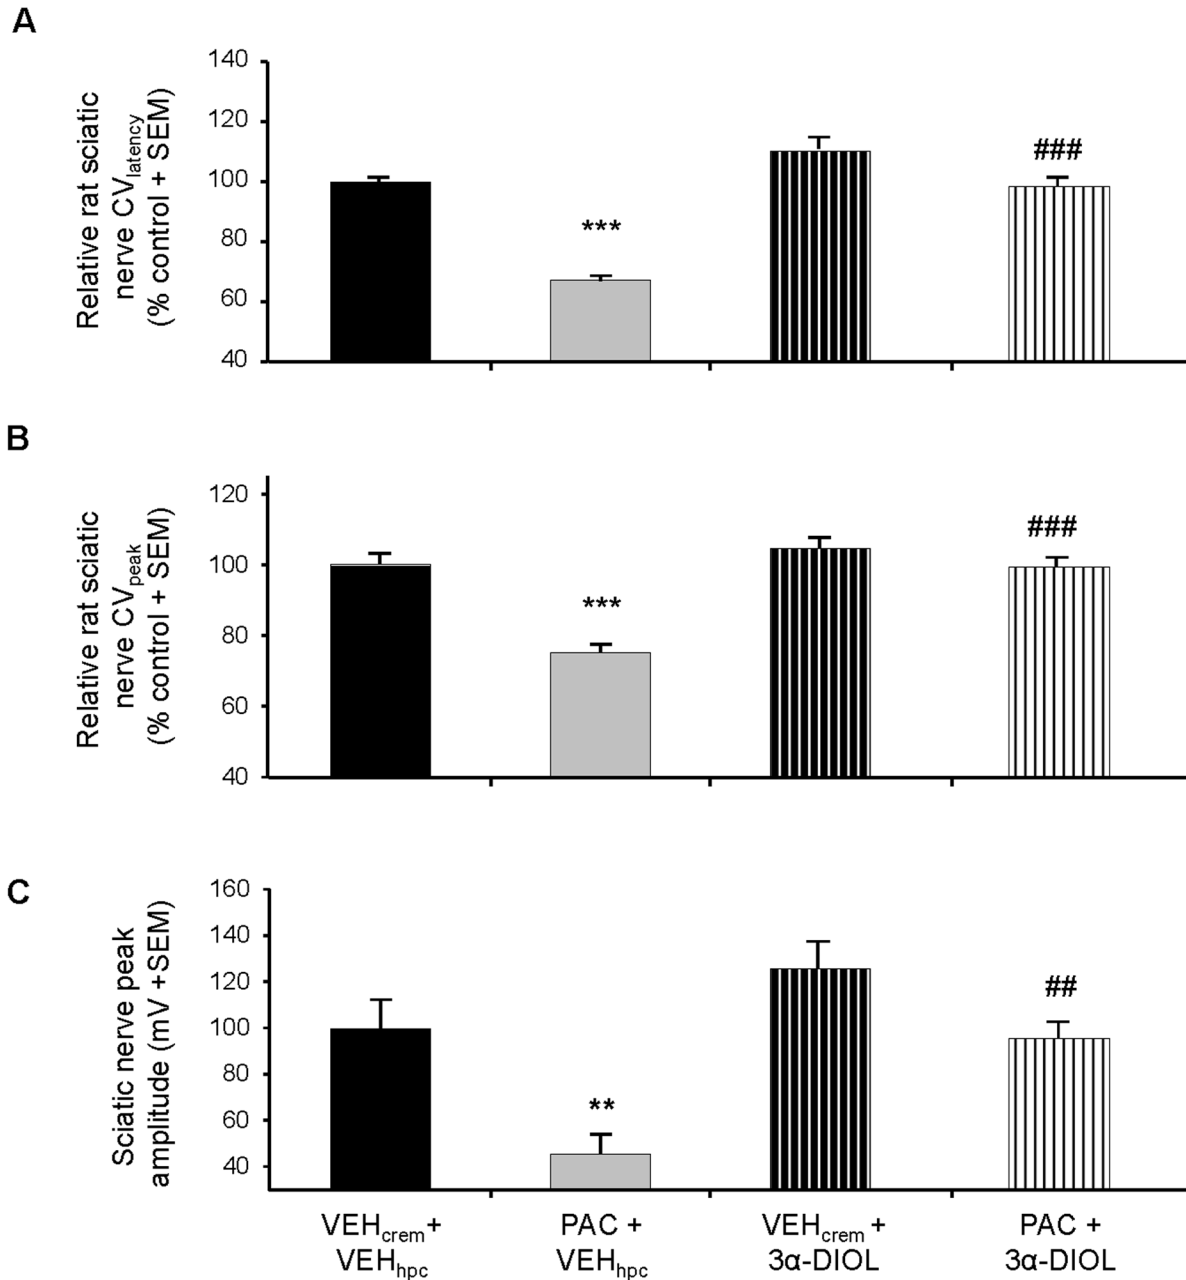 A
Relative rat sciatic
nerve CVlatency
(% control + SEM)
140
120
100
80
60
40
***
###
B
Relative rat sciatic
nerve CVpeak
(% control + SEM)
120
100
80
60
40
***
###
C
Sciatic nerve peak
amplitude (mV +SEM)
160
140
120
100
80
60
40
**
##
VEHcrem+
VEHhpc
PAC +
VEHhpc
VEHcrem +
3α-DIOL
PAC +
3α-DIOL